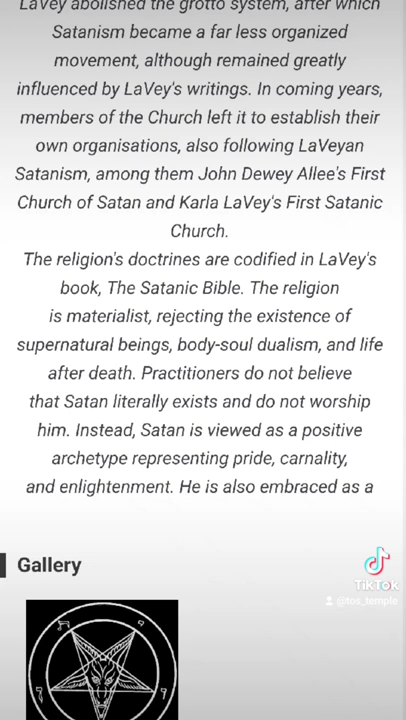 LaVey abolished the grotto system, after which
Satanism became a far less organized
movement, although remained greatly
influenced by LaVey's writings. In coming years,
members of the Church left it to establish their
own organisations, also following LaVeyan
Satanism, among them John Dewey Allee's First
Church of Satan and Karla LaVey's First Satanic
Church.
The religion's doctrines are codified in LaVey's
book, The Satanic Bible. The religion
is materialist, rejecting the existence of
supernatural beings, body-soul dualism, and life
after death. Practitioners do not believe
that Satan literally exists and do not worship
him. Instead, Satan is viewed as a positive
archetype representing pride, carnality,
and enlightenment. He is also embraced as a
Gallery
TikTok
@tos_temple